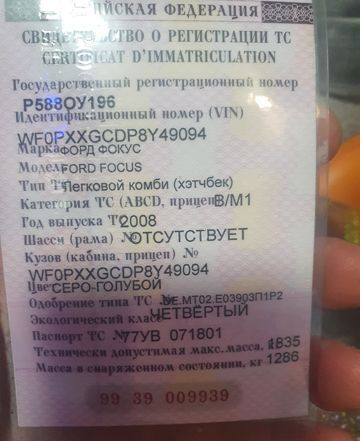 ИЙСКАЯ ФЕДЕРАЦИЯ
СВИДЕТЕЛЬСТВО О РЕГИСТРАЦИИ ТС
CERTIFICAT D'IMMATRICULATION
Государственный регистрационный номер
Р588ОУ196
Идентификационный номер (VIN)
WF0PXXGCDP8Y49094
Марка ФОРД ФОКУС
Модель FORD FOCUS
Тип ТС Легковой комби (хэтчбек)
Категория ТС (ABCD, прицеп) B/M1
Год выпуска ТС 2008
Шасси (рама) № ОТСУТСТВУЕТ
Кузов (кабина, прицеп) №
WF0PXXGCDP8Y49094
Цвет СЕРО-ГОЛУБОЙ
Одобрение типа ТС № E.MT02.E03903П1Р2
Экологический класс ЧЕТВЕРТЫЙ
Паспорт ТС № 77УВ 071801
Технически допустимая макс. масса, кг 1835
Масса в снаряженном состоянии, кг 1286
99 39 009939